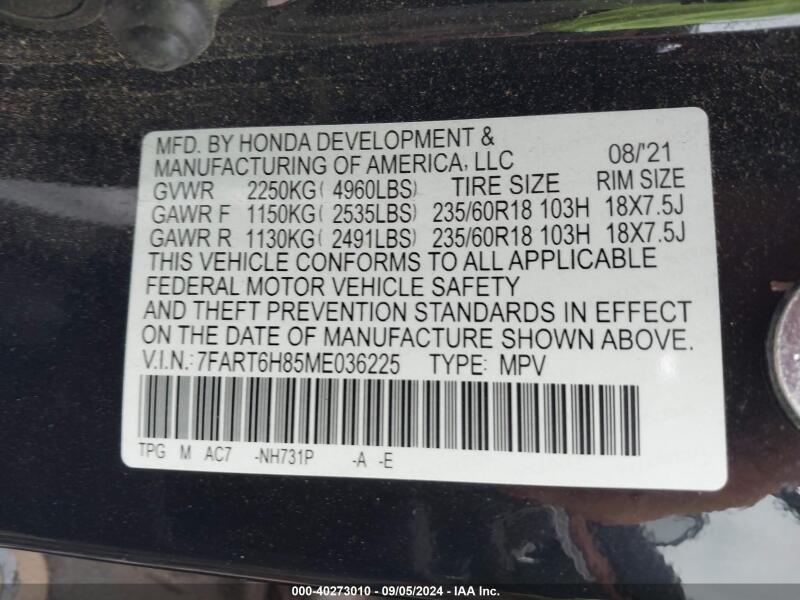 MFD. BY HONDA DEVELOPMENT &
MANUFACTURING OF AMERICA, LLC 08/'21
GVWR 2250KG( 4960LBS) TIRE SIZE RIM SIZE
GAWR F 1150KG( 2535LBS) 235/60R18 103H 18X7.5J
GAWR R 1130KG( 2491LBS) 235/60R18 103H 18X7.5J
THIS VEHICLE CONFORMS TO ALL APPLICABLE
FEDERAL MOTOR VEHICLE SAFETY
AND THEFT PREVENTION STANDARDS IN EFFECT
ON THE DATE OF MANUFACTURE SHOWN ABOVE.
V.I.N.: 7FART6H85ME036225 TYPE: MPV
TPG M AC7 -NH731P -A -E
000-40273010 - 09/05/2024 - IAA Inc.